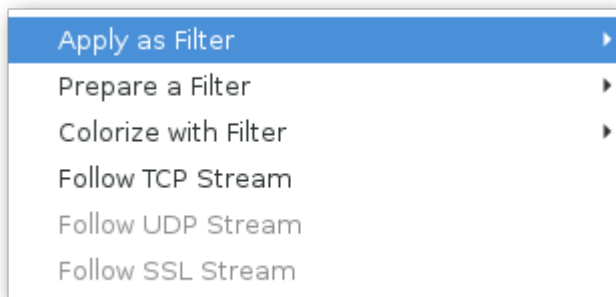 Apply as Filter
Prepare a Filter
Colorize with Filter
Follow TCP Stream
Follow UDP Stream
Follow SSL Stream